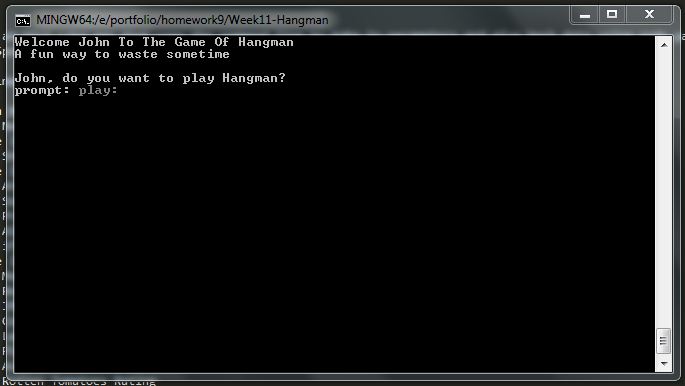 MINGW64:/e/portfolio/homework9/Week11-Hangman
Welcome John To The Game Of Hangman
A fun way to waste sometime
John, do you want to play Hangman?
prompt: play:
Rotten Tomatoes Rating